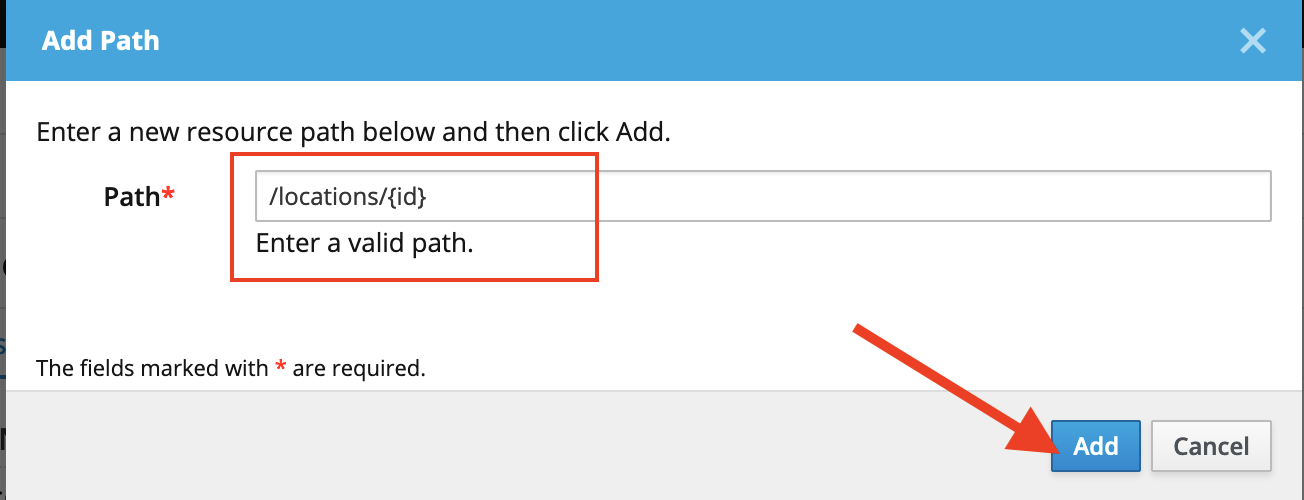 Add Path
Enter a new resource path below and then click Add.
Path*
/locations/{id}
Enter a valid path.
The fields marked with * are required.
Add
Cancel